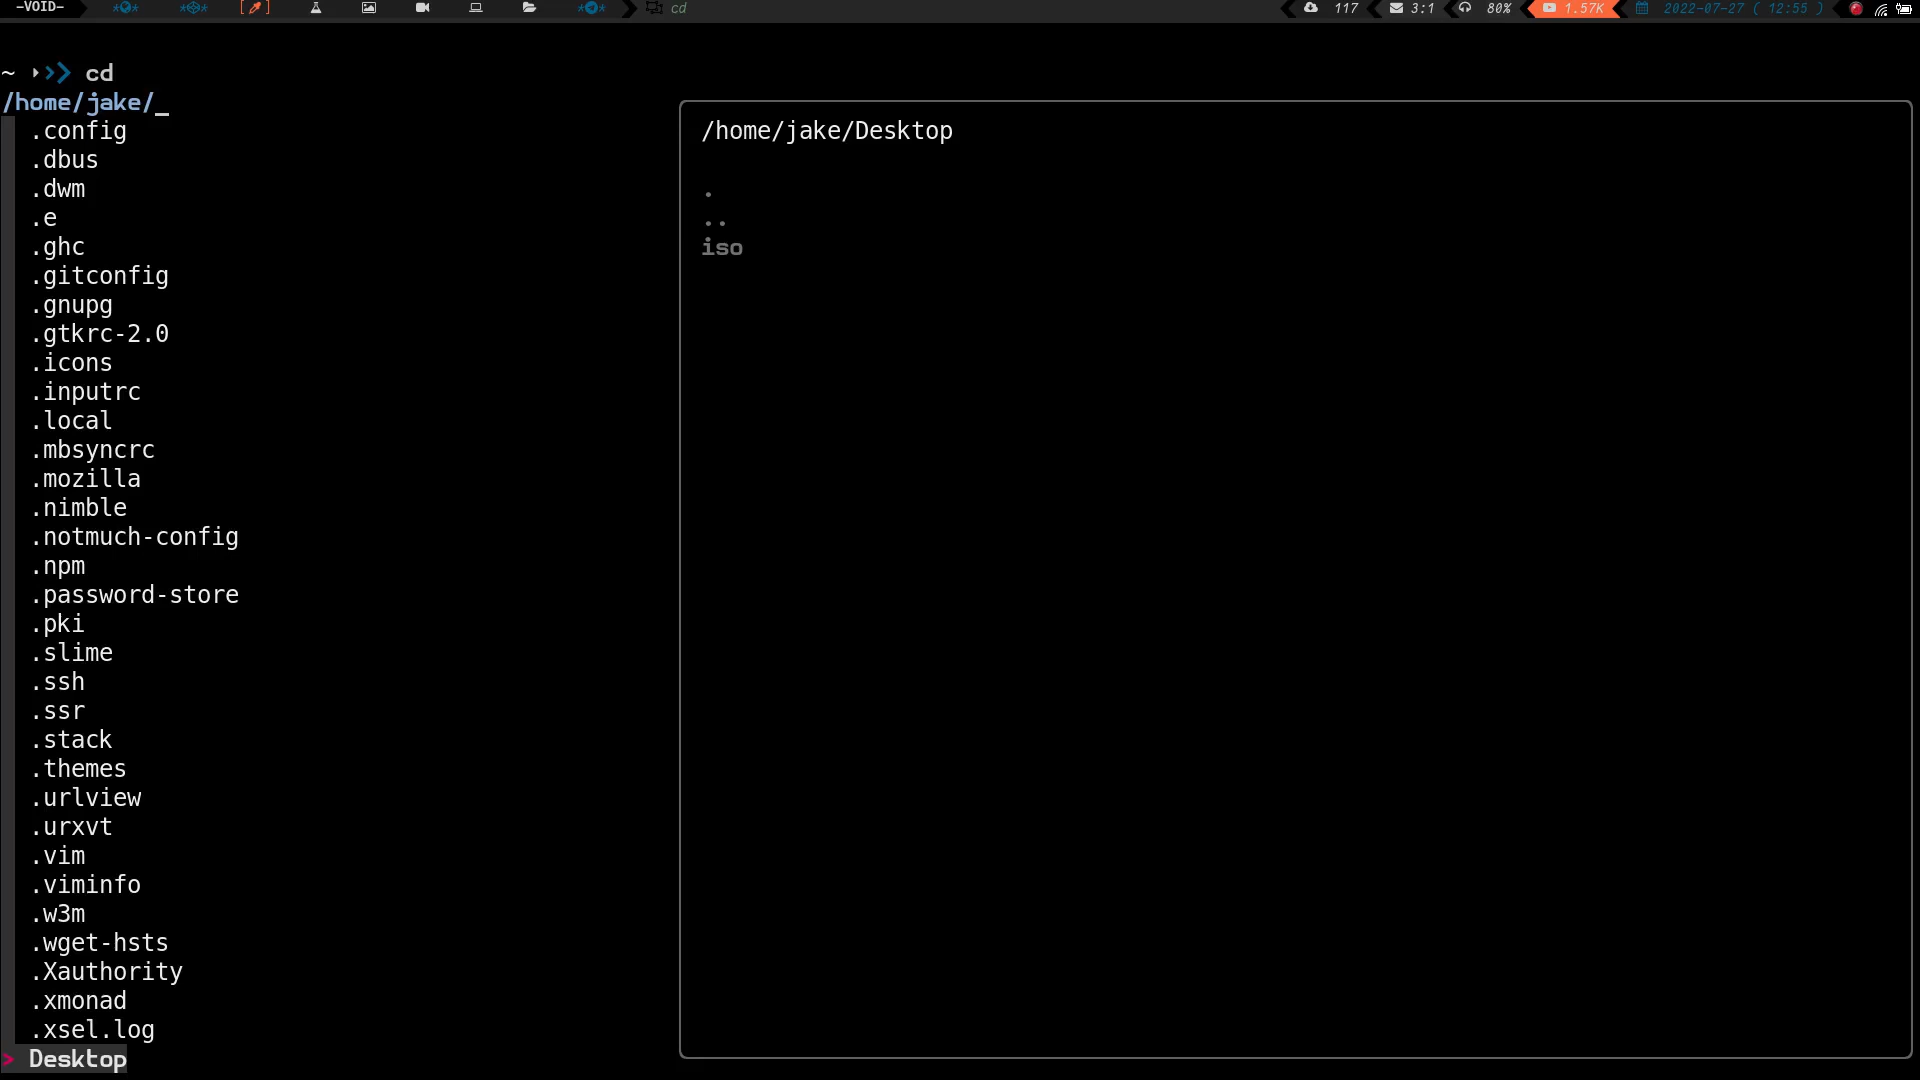 -VOID-
cd
117
3:1
80%
1.57K
2022-07-27 ( 12:55 )
~ cd
/home/jake/_
.config
.dbus
.dwm
.e
.ghc
.gitconfig
.gnupg
.gtkrc-2.0
.icons
.inputrc
.local
.mbsyncrc
.mozilla
.nimble
.notmuch-config
.npm
.password-store
.pki
.slime
.ssh
.ssr
.stack
.themes
.urlview
.urxvt
.vim
.viminfo
.w3m
.wget-hsts
.Xauthority
.xmonad
.xsel.log
> Desktop
/home/jake/Desktop
.
..
iso